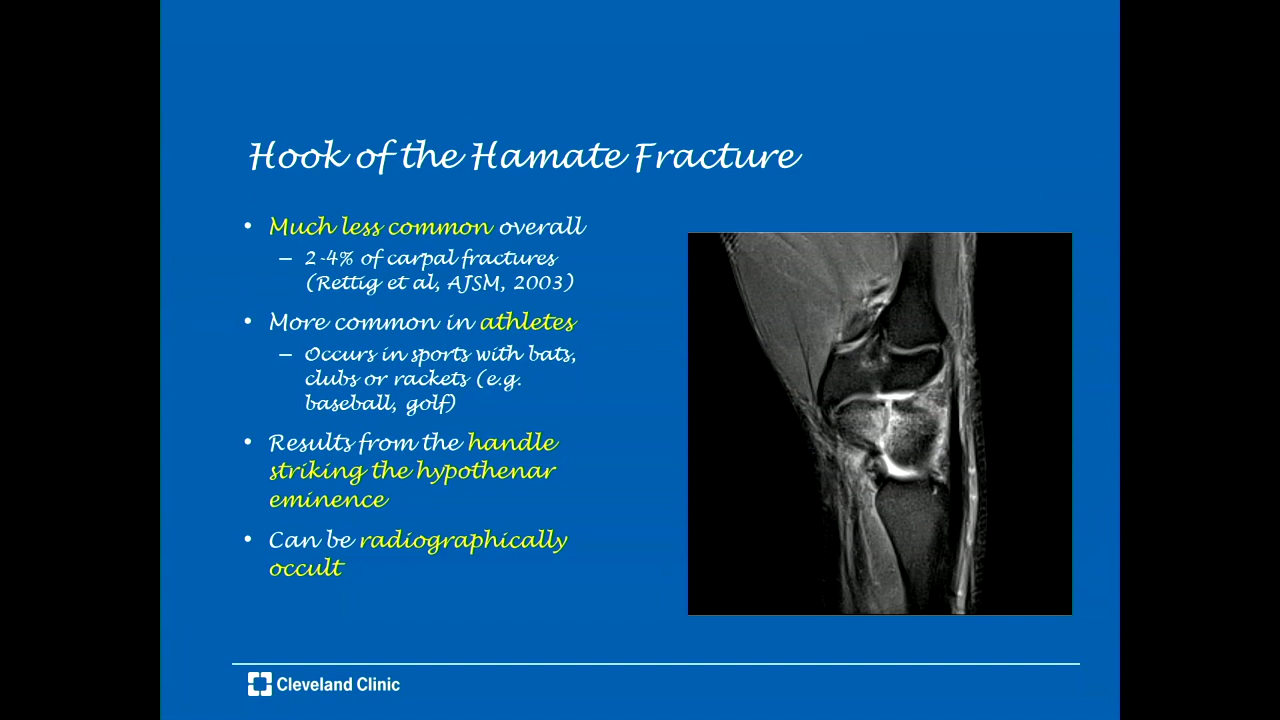 Hook of the Hamate Fracture
• Much less common overall
– 2-4% of carpal fractures
(Rettig et al, AJSM, 2003)
• More common in athletes
– Occurs in sports with bats,
clubs or rackets (e.g.
baseball, golf)
• Results from the handle
striking the hypothenar
eminence
• Can be radiographically
occult
Cleveland Clinic